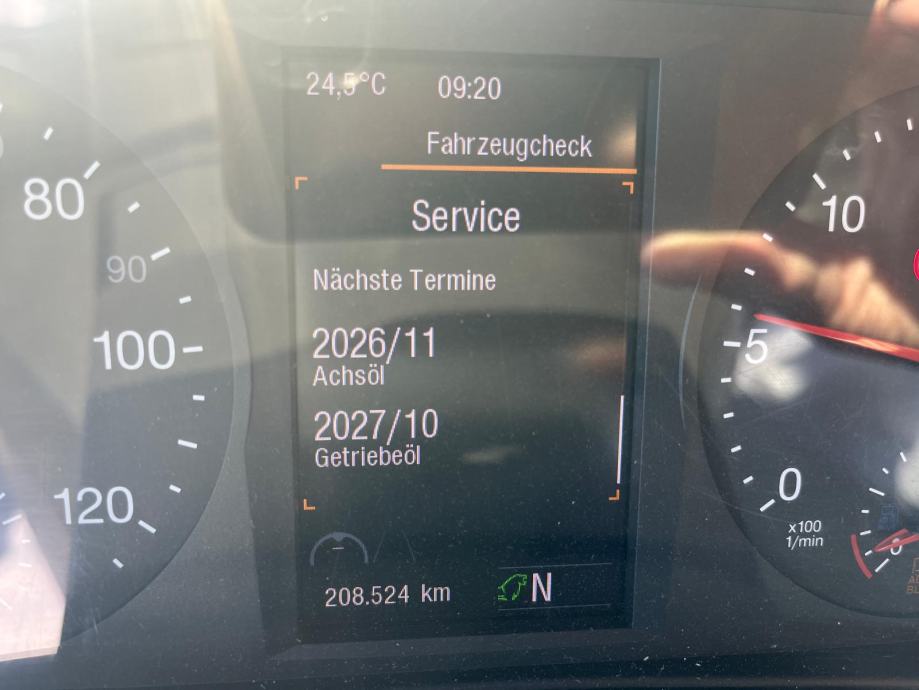 24,5°C 09:20
Fahrzeugcheck
Service
Nächste Termine
2026/11
Achsöl
2027/10
Getriebeöl
208.524 km N
80
90
100
120
10
5
0
x100
1/min